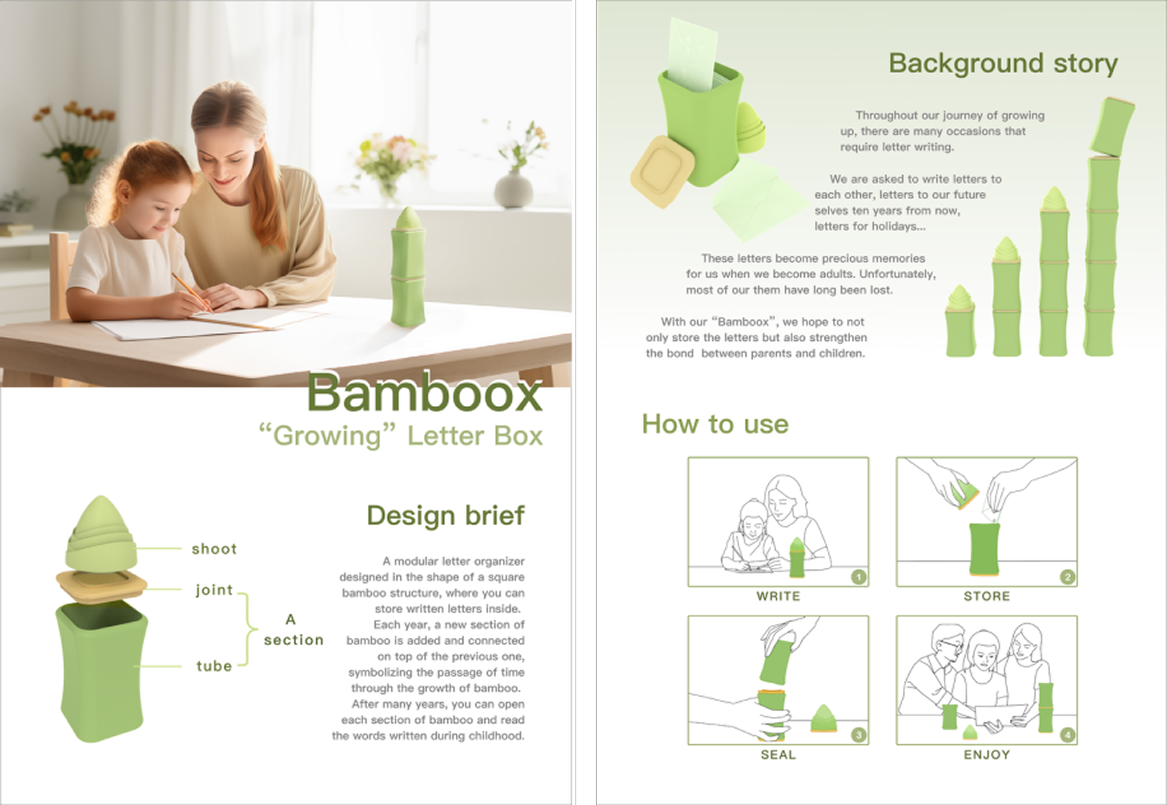 Bamboox
“Growing” Letter Box
shoot
joint
A
section
tube
Design brief
A modular letter organizer
designed in the shape of a square
bamboo structure, where you can
store written letters inside.
Each year, a new section of
bamboo is added and connected
on top of the previous one,
symbolizing the passage of time
through the growth of bamboo.
After many years, you can open
each section of bamboo and read
the words written during childhood.
Background story
Throughout our journey of growing
up, there are many occasions that
require letter writing.
We are asked to write letters to
each other, letters to our future
selves ten years from now,
letters for holidays...
These letters become precious memories
for us when we become adults. Unfortunately,
most of our them have long been lost.
With our “Bamboox”, we hope to not
only store the letters but also strengthen
the bond between parents and children.
How to use
1
WRITE
2
STORE
3
SEAL
4
ENJOY